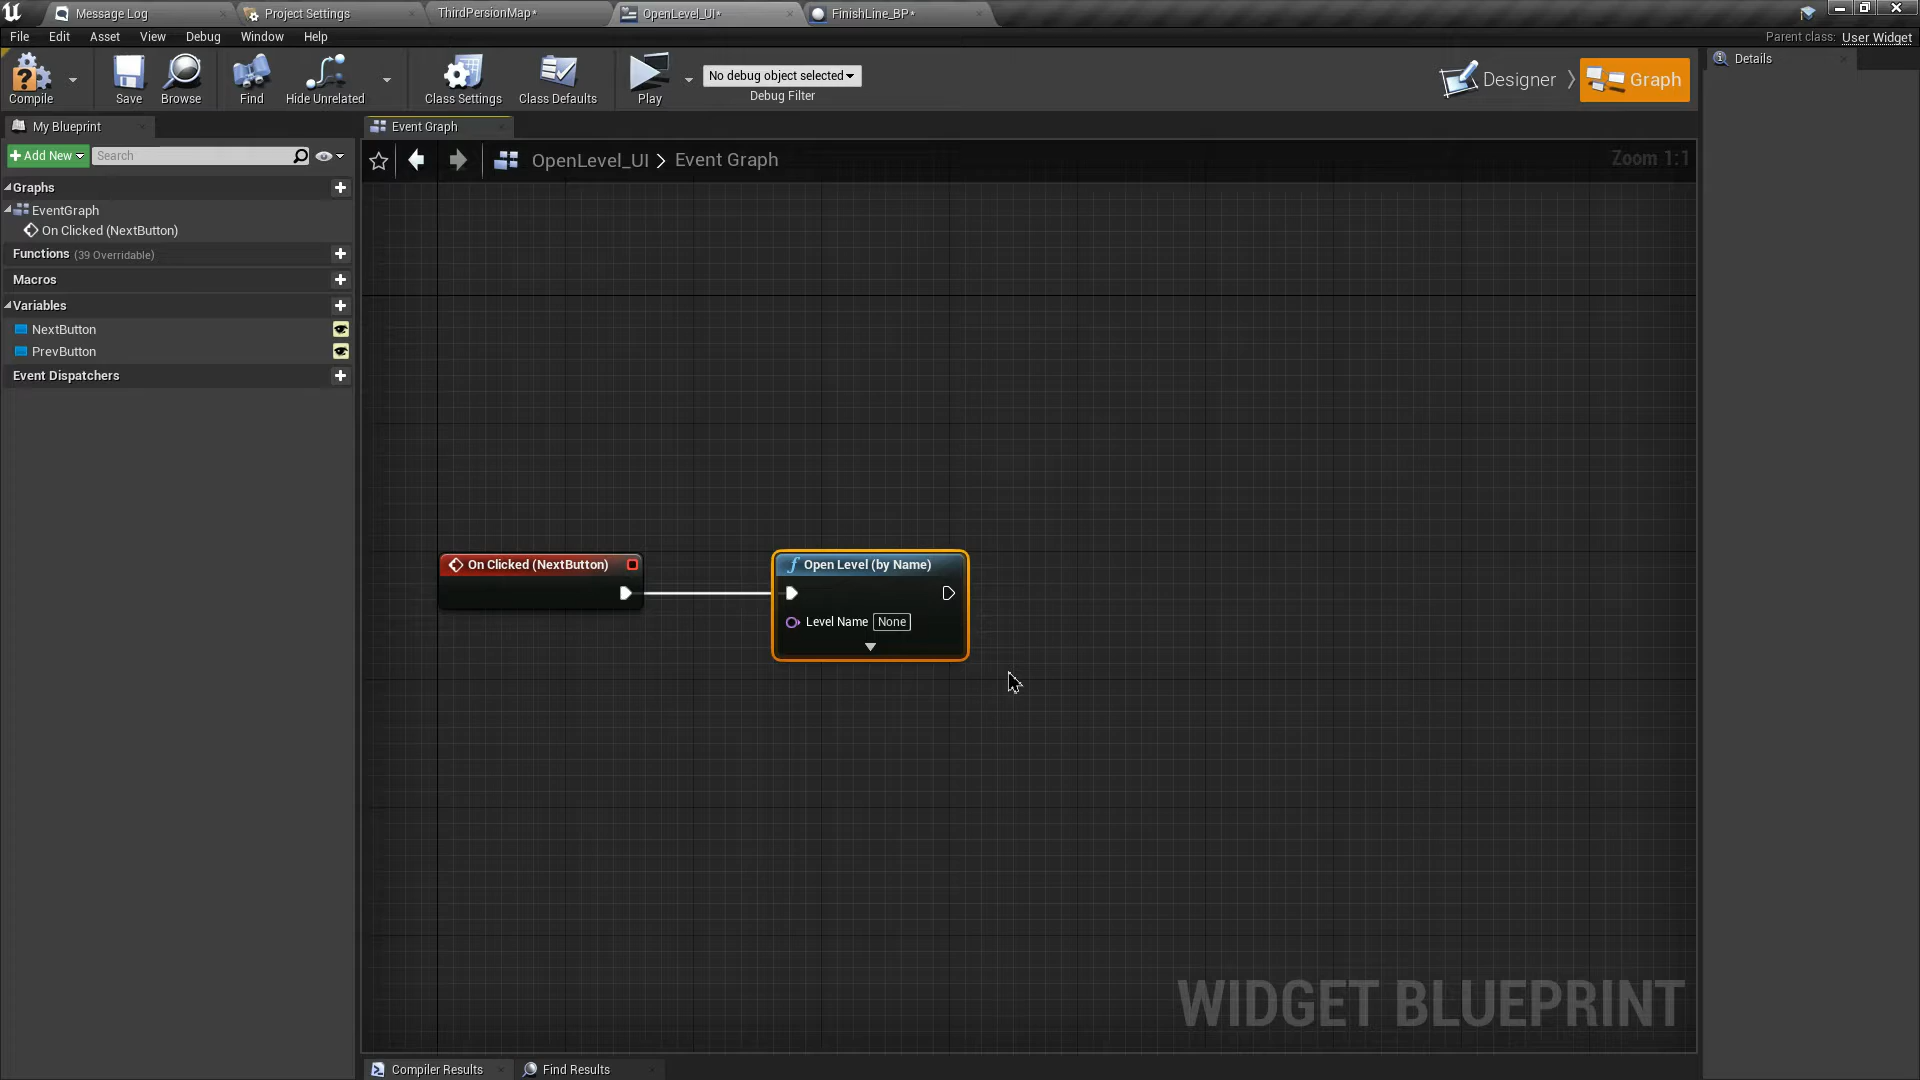 Message Log
Project Settings
ThirdPersionMap*
OpenLevel_UI*
FinishLine_BP*
File Edit Asset View Debug Window Help
Parent class: User Widget
Compile
Save
Browse
Find
Hide Unrelated
Class Settings
Class Defaults
Play
No debug object selected
Debug Filter
Designer
Graph
Details
My Blueprint
Event Graph
Add New
Search
OpenLevel_UI > Event Graph
Zoom 1:1
Graphs
EventGraph
On Clicked (NextButton)
Functions (39 Overridable)
Macros
Variables
NextButton
PrevButton
Event Dispatchers
On Clicked (NextButton)
f Open Level (by Name)
Level Name None
WIDGET BLUEPRINT
Compiler Results
Find Results